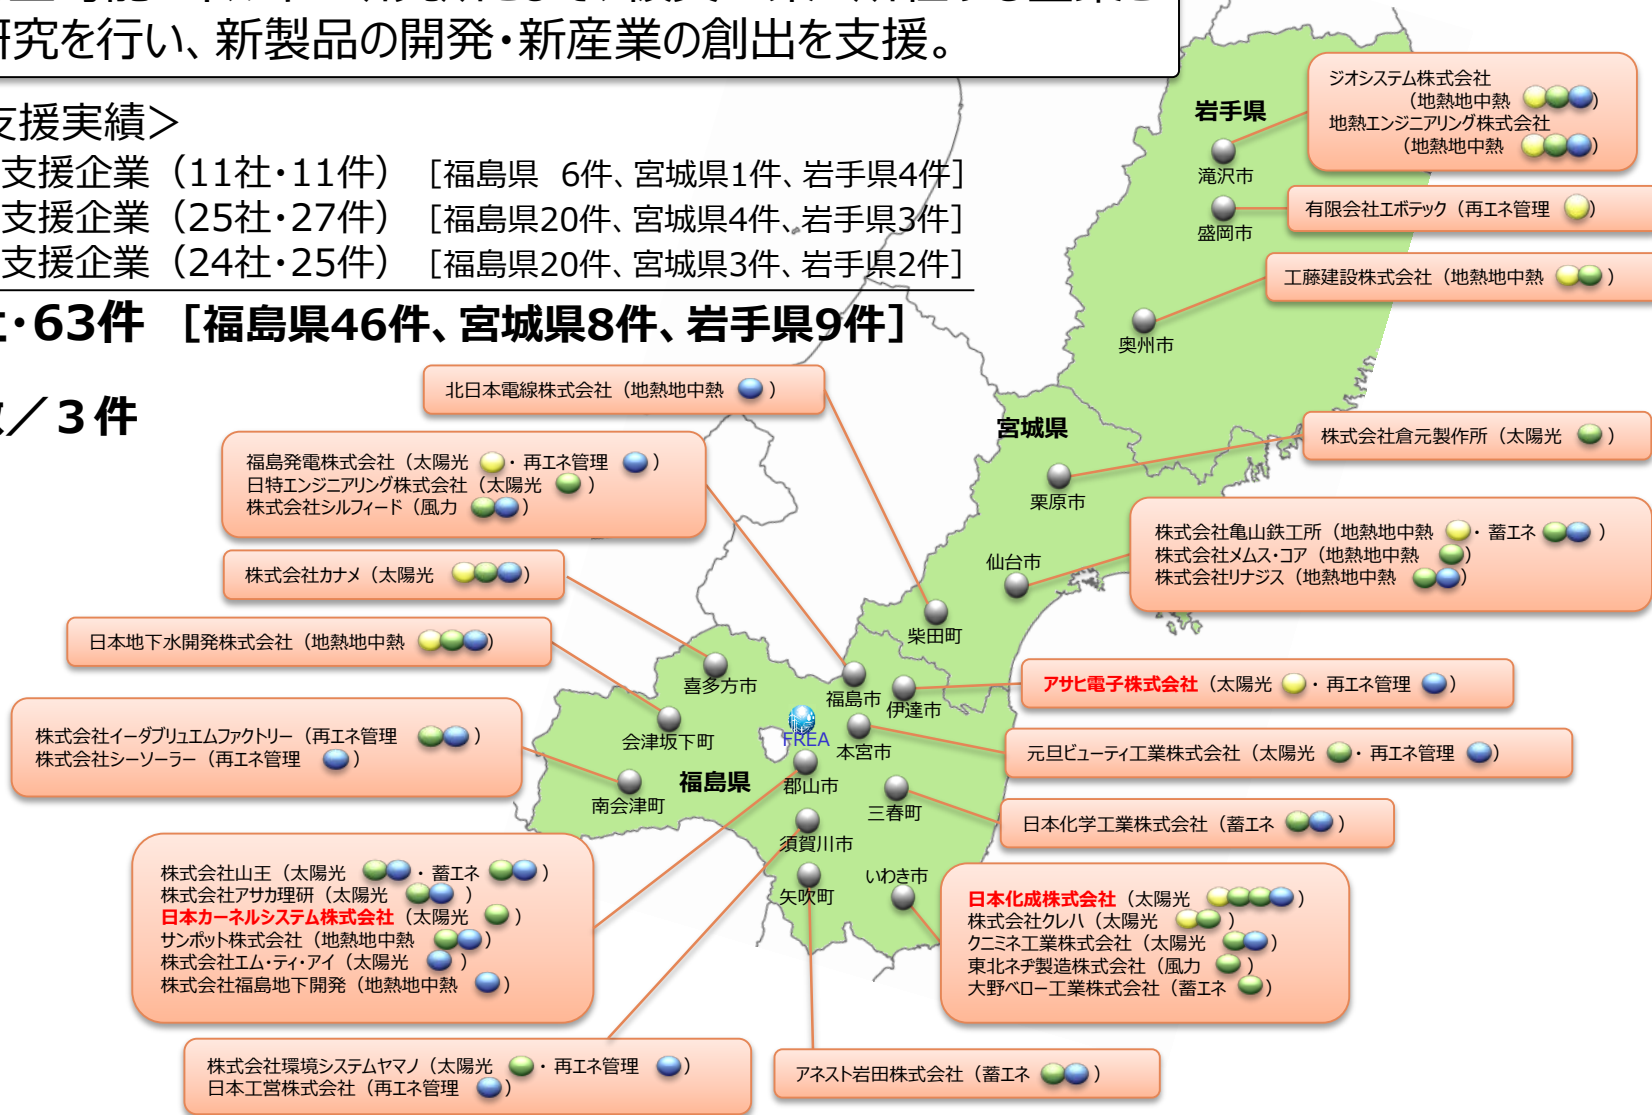 研究を行い、新製品の開発・新産業の創出を支援。
支援実績＞
支援企業（11社・11件）　［福島県 6件、宮城県1件、岩手県4件］
支援企業（25社・27件）　［福島県20件、宮城県4件、岩手県3件］
支援企業（24社・25件）　［福島県20件、宮城県3件、岩手県2件］
・63件　［福島県46件、宮城県8件、岩手県9件］
／３件
岩手県
ジオシステム株式会社
（地熱地中熱 ）
地熱エンジニアリング株式会社
（地熱地中熱 ）
滝沢市
有限会社エボテック（再エネ管理 ）
盛岡市
工藤建設株式会社（地熱地中熱 ）
奥州市
北日本電線株式会社（地熱地中熱 ）
宮城県
株式会社倉元製作所（太陽光 ）
栗原市
福島発電株式会社（太陽光 ・再エネ管理 ）
日特エンジニアリング株式会社（太陽光 ）
株式会社シルフィード（風力 ）
株式会社亀山鉄工所（地熱地中熱 ・蓄エネ ）
株式会社メムス・コア（地熱地中熱 ）
株式会社リナジス（地熱地中熱 ）
仙台市
株式会社カナメ（太陽光 ）
柴田町
日本地下水開発株式会社（地熱地中熱 ）
喜多方市
福島市
伊達市
アサヒ電子株式会社（太陽光 ・再エネ管理 ）
株式会社イーダブリュエムファクトリー（再エネ管理 ）
株式会社シーソーラー（再エネ管理 ）
会津坂下町
FREA
本宮市
元旦ビューティ工業株式会社（太陽光 ・再エネ管理 ）
福島県
南会津町
郡山市
三春町
日本化学工業株式会社（蓄エネ ）
須賀川市
株式会社山王（太陽光 ・蓄エネ ）
株式会社アサカ理研（太陽光 ）
日本カーネルシステム株式会社（太陽光 ）
サンポット株式会社（地熱地中熱 ）
株式会社エム・ティ・アイ（太陽光 ）
株式会社福島地下開発（地熱地中熱 ）
矢吹町
いわき市
日本化成株式会社（太陽光 ）
株式会社クレハ（太陽光 ）
クニミネ工業株式会社（太陽光 ）
東北ネヂ製造株式会社（風力 ）
大野ベロー工業株式会社（蓄エネ ）
株式会社環境システムヤマノ（太陽光 ・再エネ管理 ）
日本工営株式会社（再エネ管理 ）
アネスト岩田株式会社（蓄エネ ）